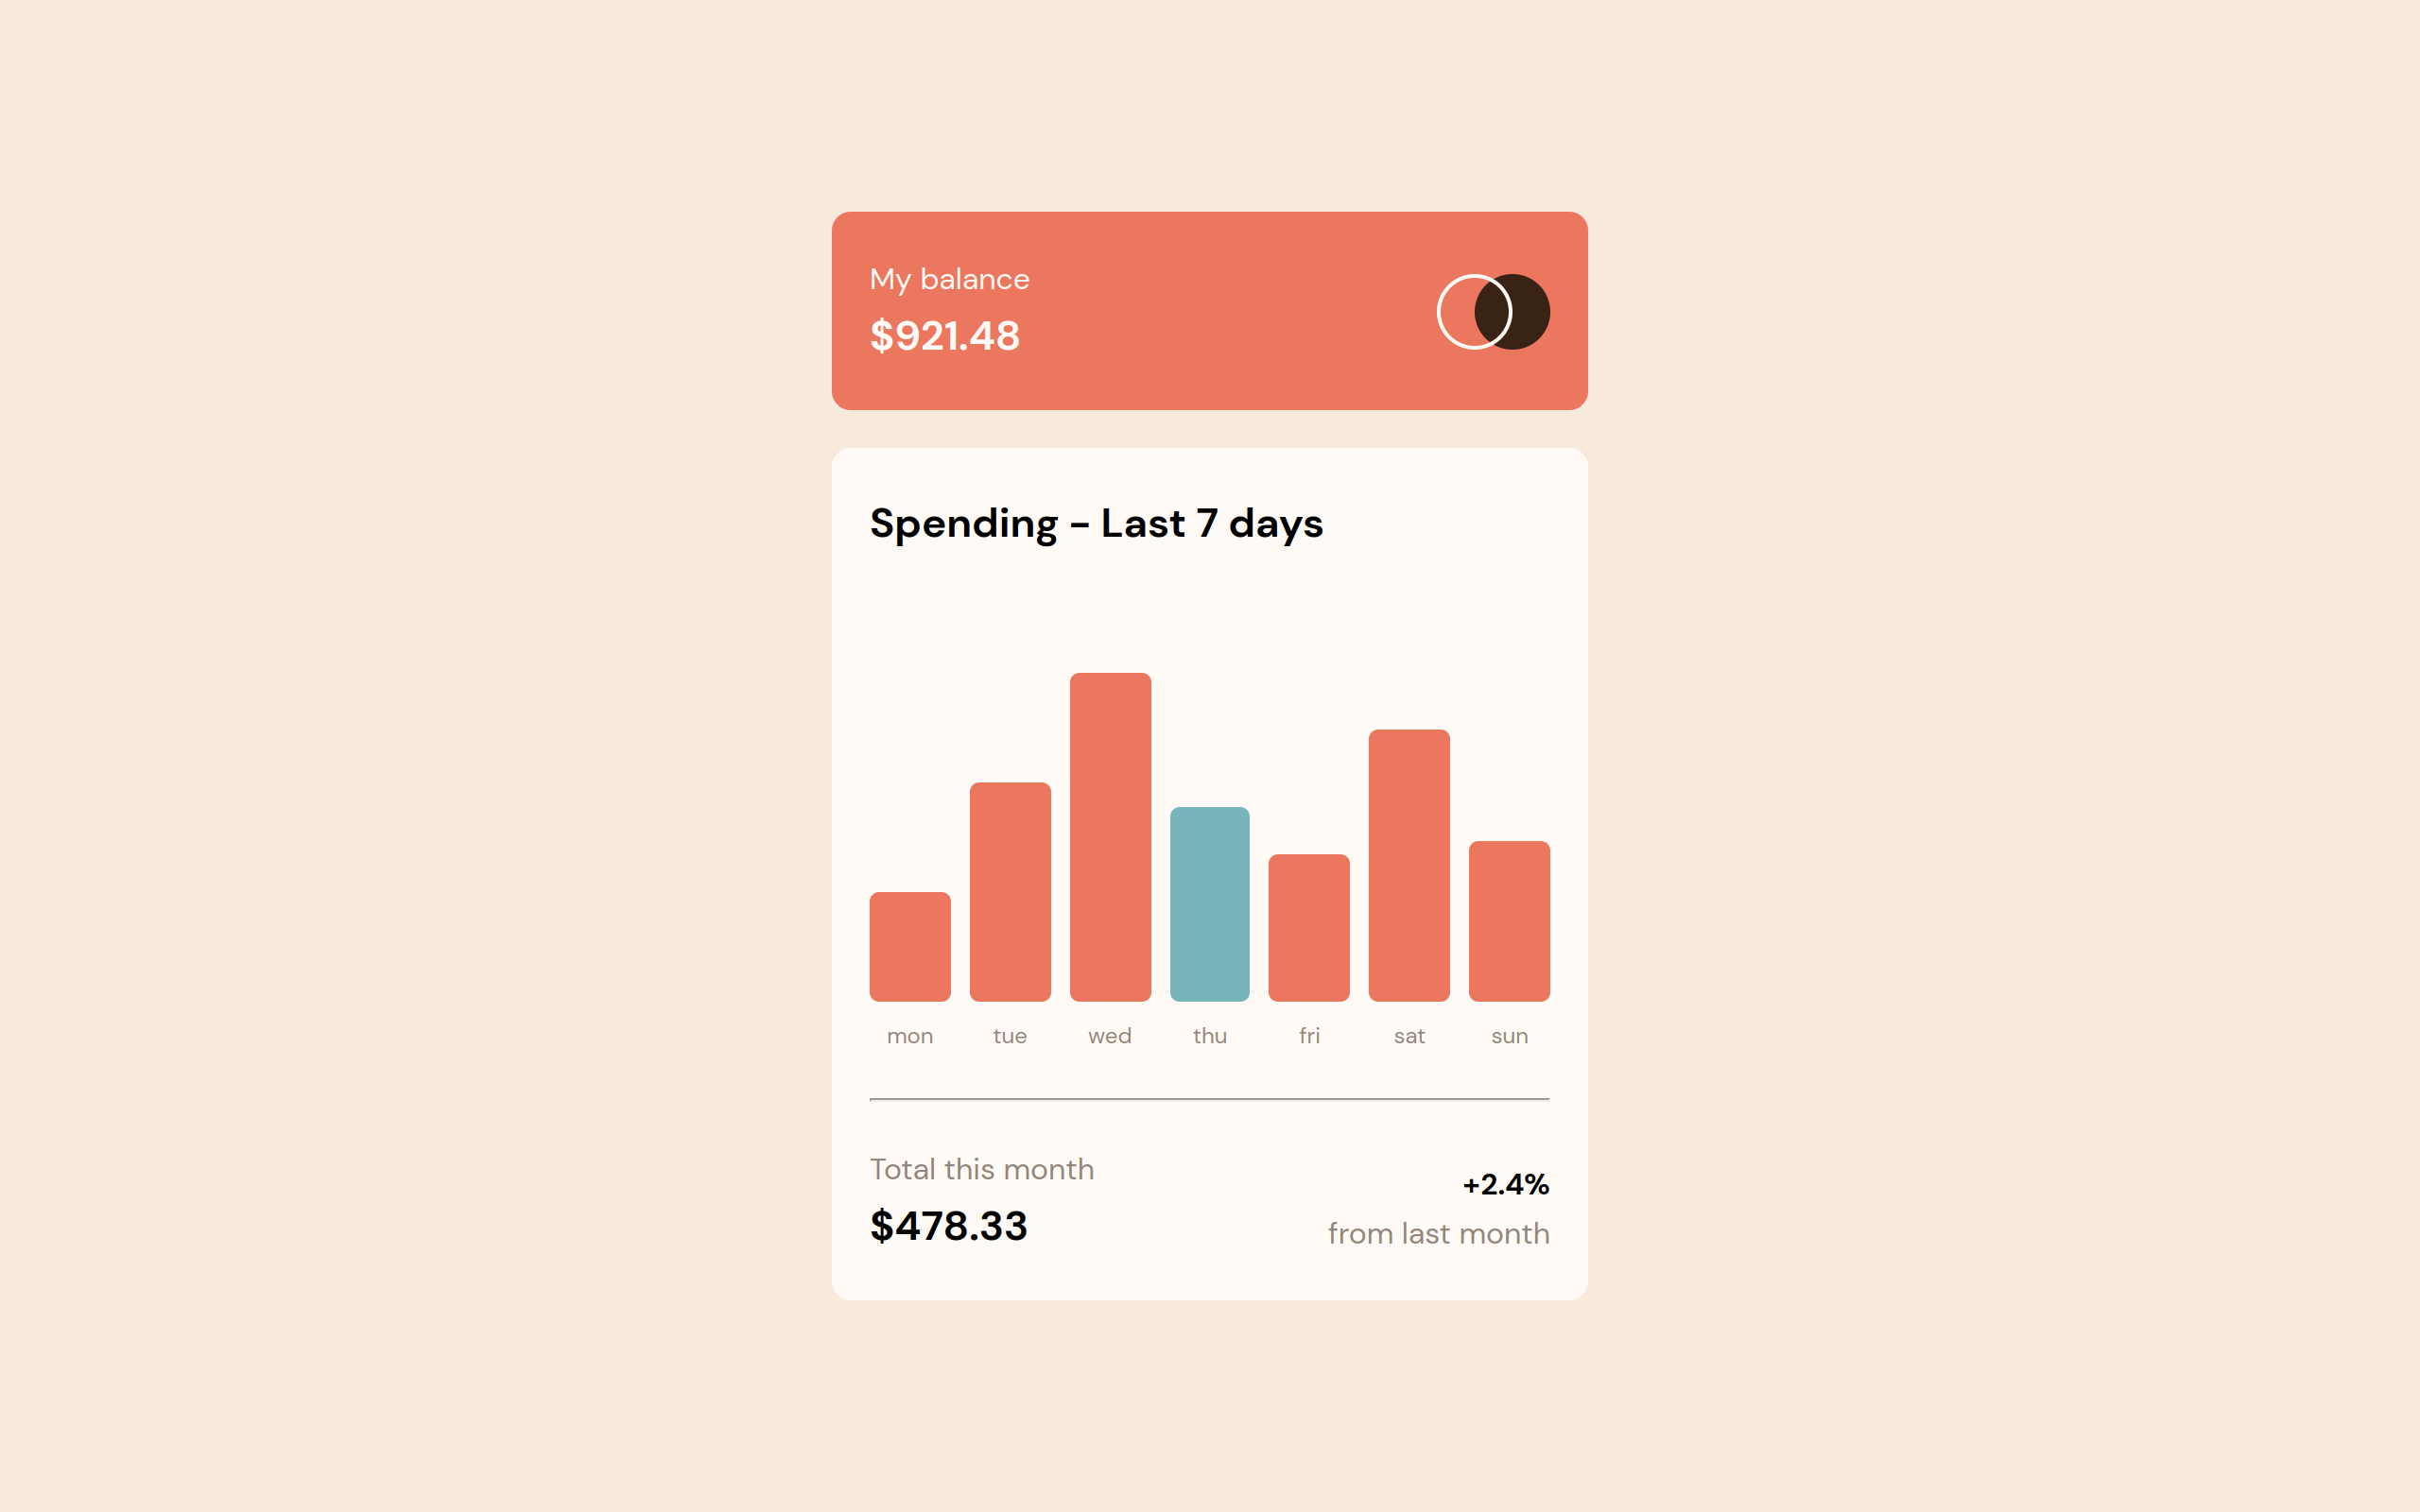 My balance
$921.48
Spending - Last 7 days
mon tue wed thu fri sat sun
Total this month
$478.33
+2.4%
from last month